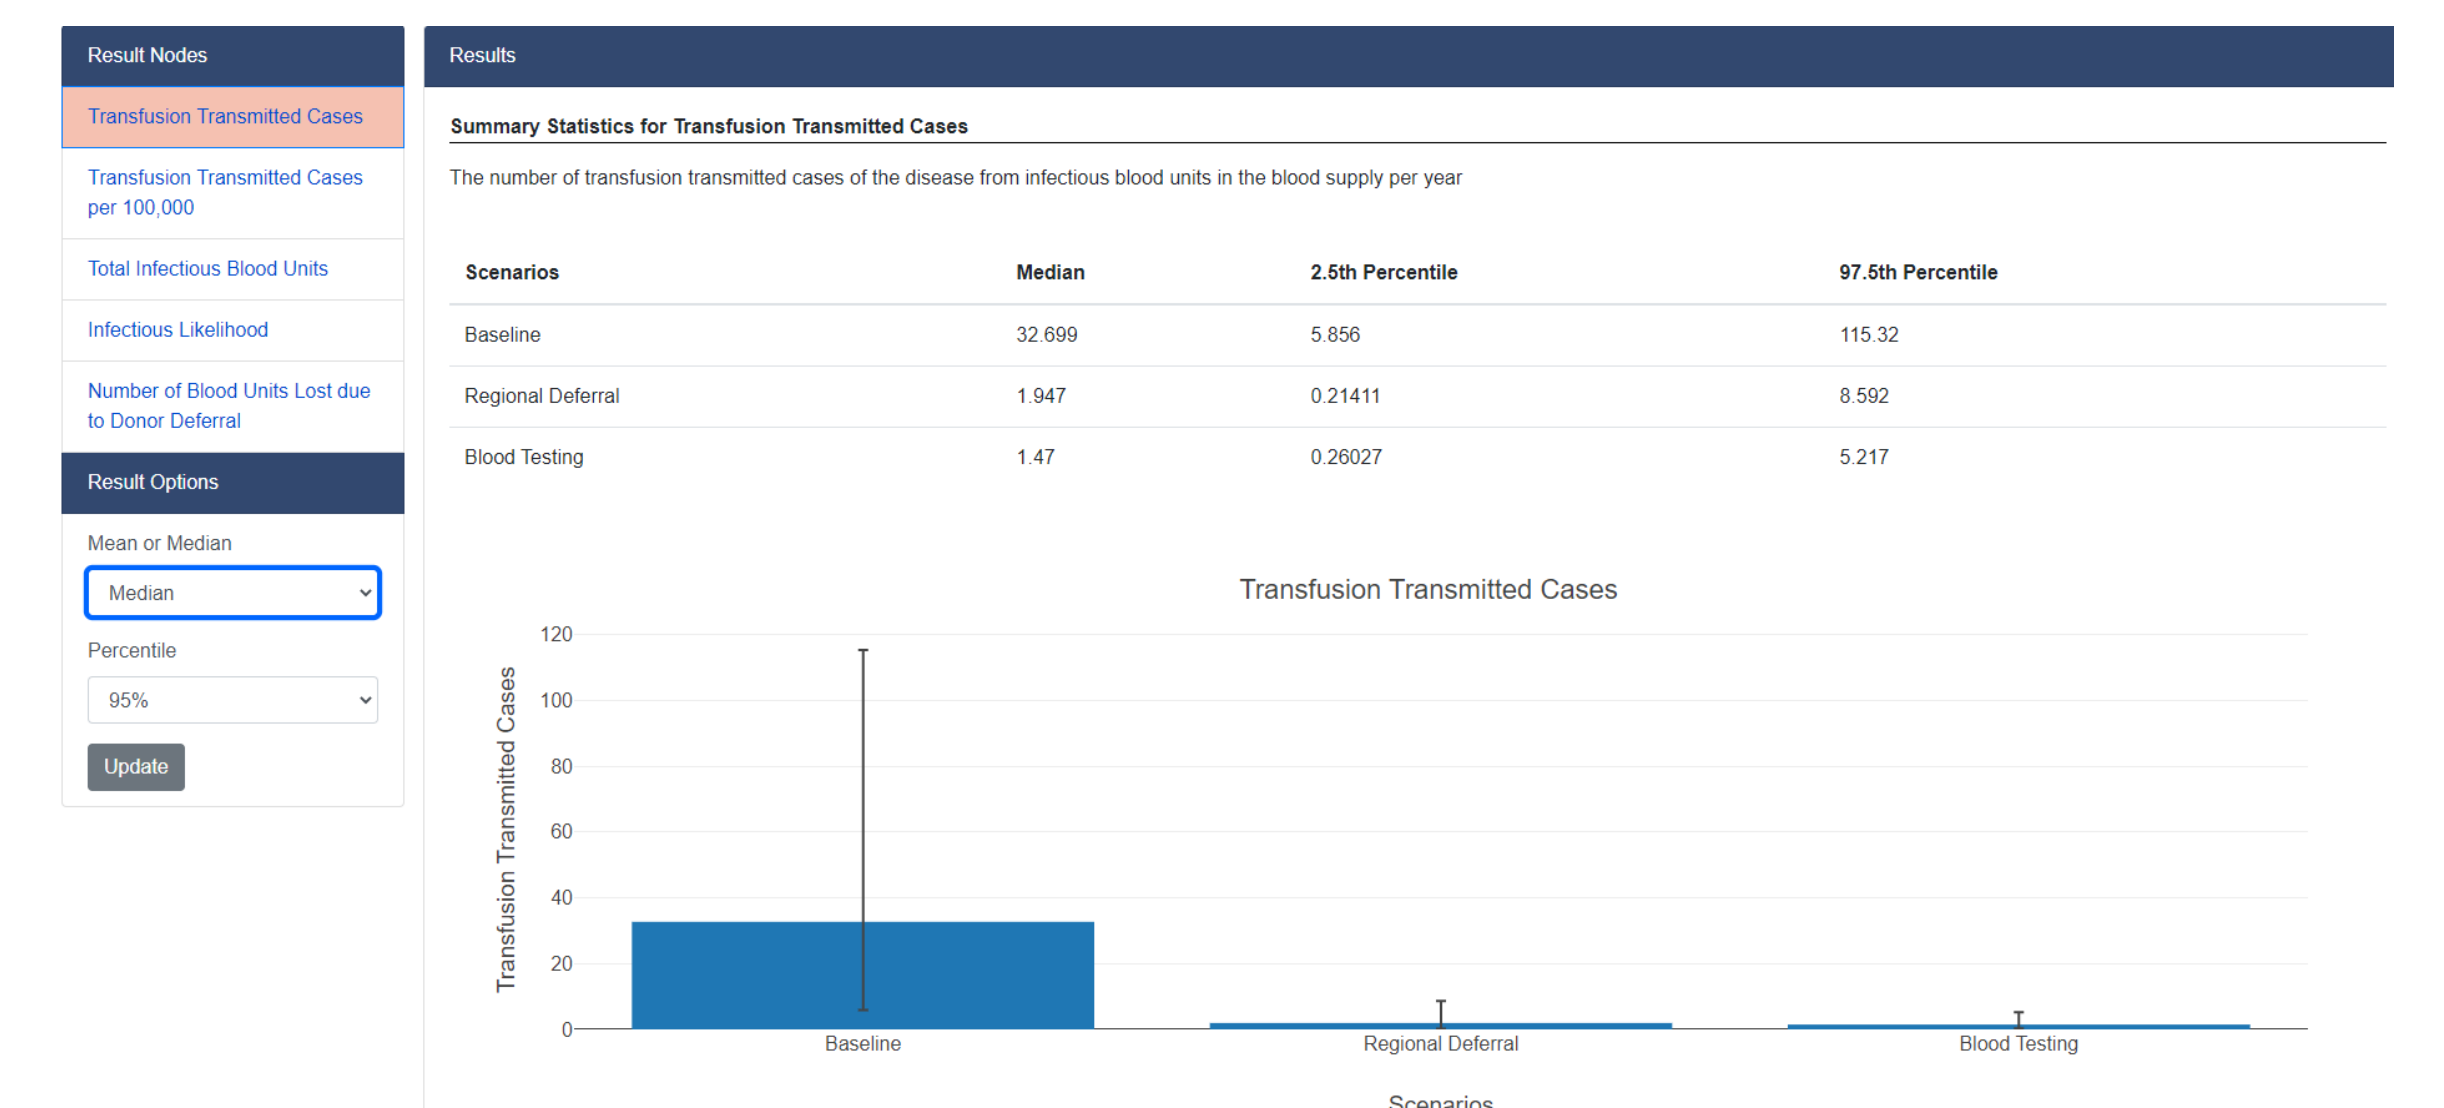 Result Nodes
Transfusion Transmitted Cases
Transfusion Transmitted Cases
per 100,000
Total Infectious Blood Units
Infectious Likelihood
Number of Blood Units Lost due
to Donor Deferral
Result Options
Mean or Median
Median
Percentile
95%
Update
Results
Summary Statistics for Transfusion Transmitted Cases
The number of transfusion transmitted cases of the disease from infectious blood units in the blood supply per year
Scenarios Median 2.5th Percentile 97.5th Percentile
Baseline 32.699 5.856 115.32
Regional Deferral 1.947 0.21411 8.592
Blood Testing 1.47 0.26027 5.217
Transfusion Transmitted Cases
Transfusion Transmitted Cases
120
100
80
60
40
20
0
Baseline Regional Deferral Blood Testing
Scenarios